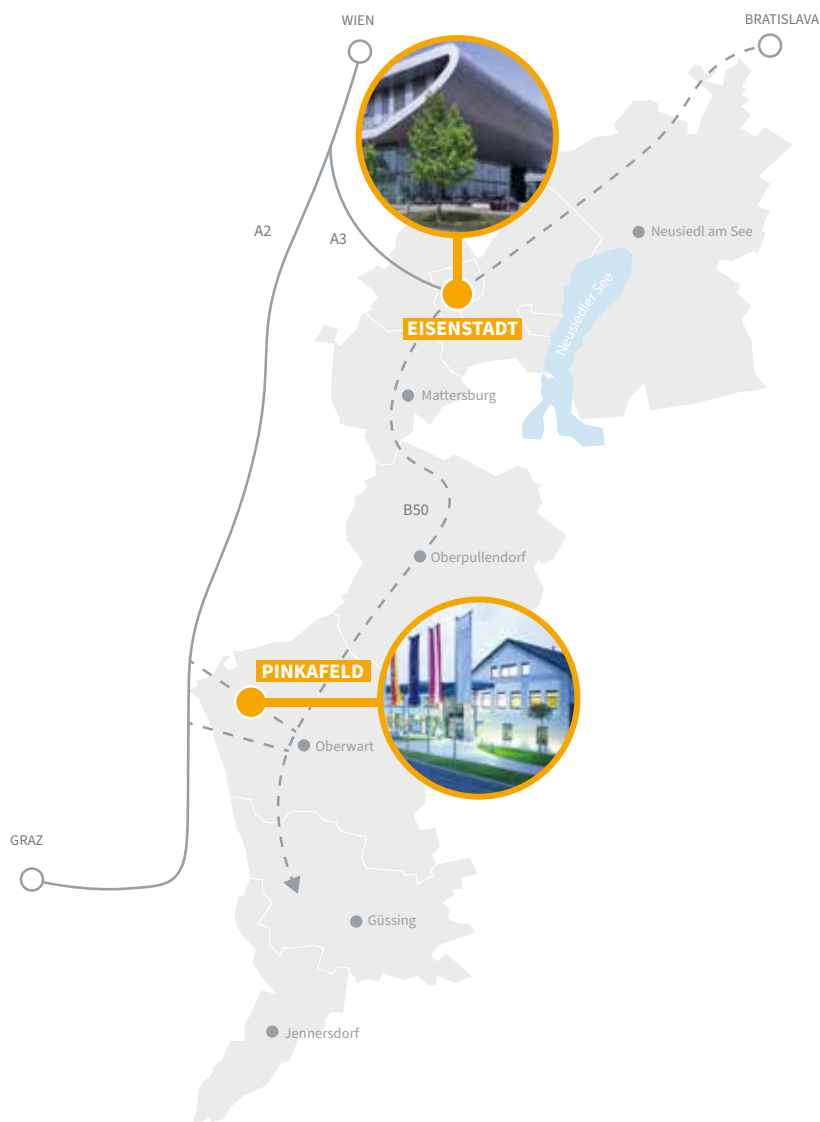 WIEN
BRATISLAVA
A2
A3
Neusiedl am See
Neusiedler See
EISENSTADT
Mattersburg
B50
Oberpullendorf
PINKAFELD
Oberwart
GRAZ
Güssing
Jennersdorf